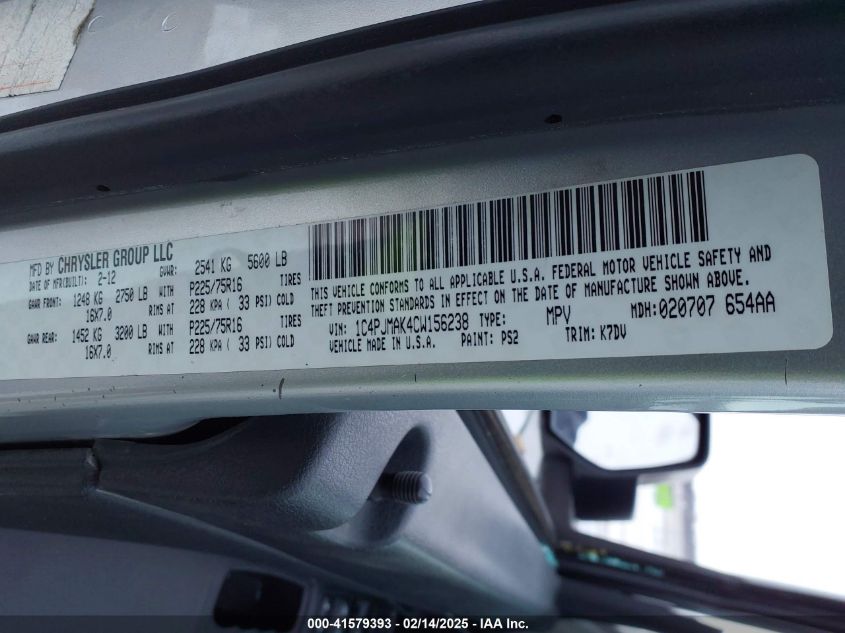 MFD BY CHRYSLER GROUP LLC
DATE OF MFR(BUILT): 2-12 GVWR: 2541 KG 5600 LB
GAWR FRONT: 1248 KG 2750 LB WITH P225/75R16 TIRES
16X7.0 RIMS AT 228 KPA ( 33 PSI) COLD
GAWR REAR: 1452 KG 3200 LB WITH P225/75R16 TIRES
16X7.0 RIMS AT 228 KPA ( 33 PSI) COLD
THIS VEHICLE CONFORMS TO ALL APPLICABLE U.S.A. FEDERAL MOTOR VEHICLE SAFETY AND
THEFT PREVENTION STANDARDS IN EFFECT ON THE DATE OF MANUFACTURE SHOWN ABOVE.
VIN: 1C4PJMAK4CW156238 TYPE: MPV MDH: 020707 654AA
VEHICLE MADE IN U.S.A. PAINT: PS2 TRIM: K7DV
000-41579393 - 02/14/2025 - IAA Inc.